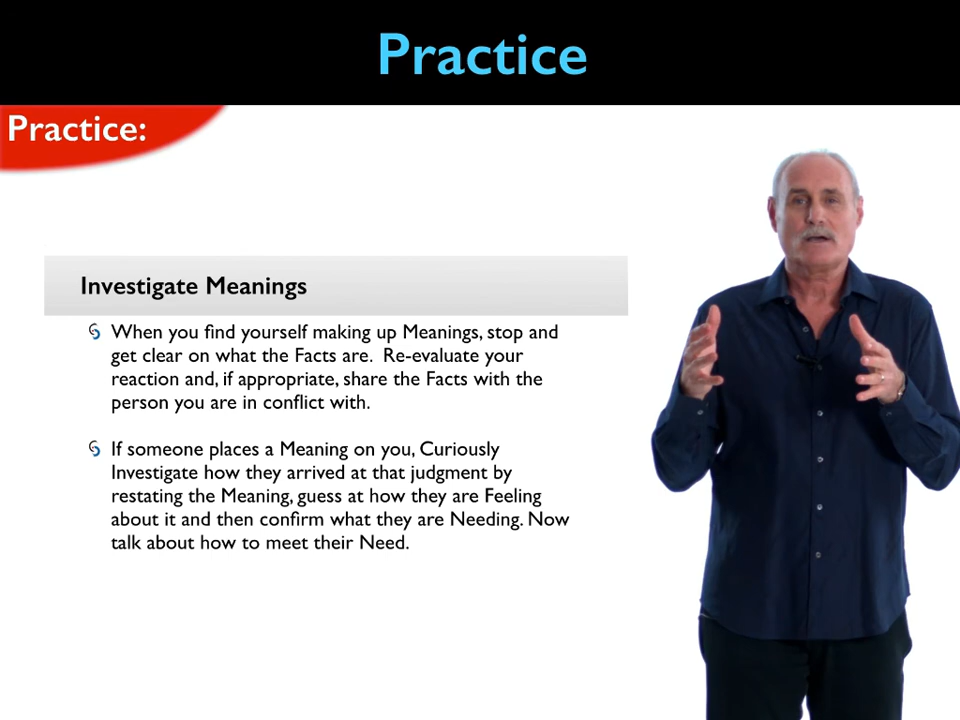 Practice
Practice:
Investigate Meanings
When you find yourself making up Meanings, stop and
get clear on what the Facts are.  Re-evaluate your
reaction and, if appropriate, share the Facts with the
person you are in conflict with.
If someone places a Meaning on you, Curiously
Investigate how they arrived at that judgment by
restating the Meaning, guess at how they are Feeling
about it and then confirm what they are Needing. Now
talk about how to meet their Need.